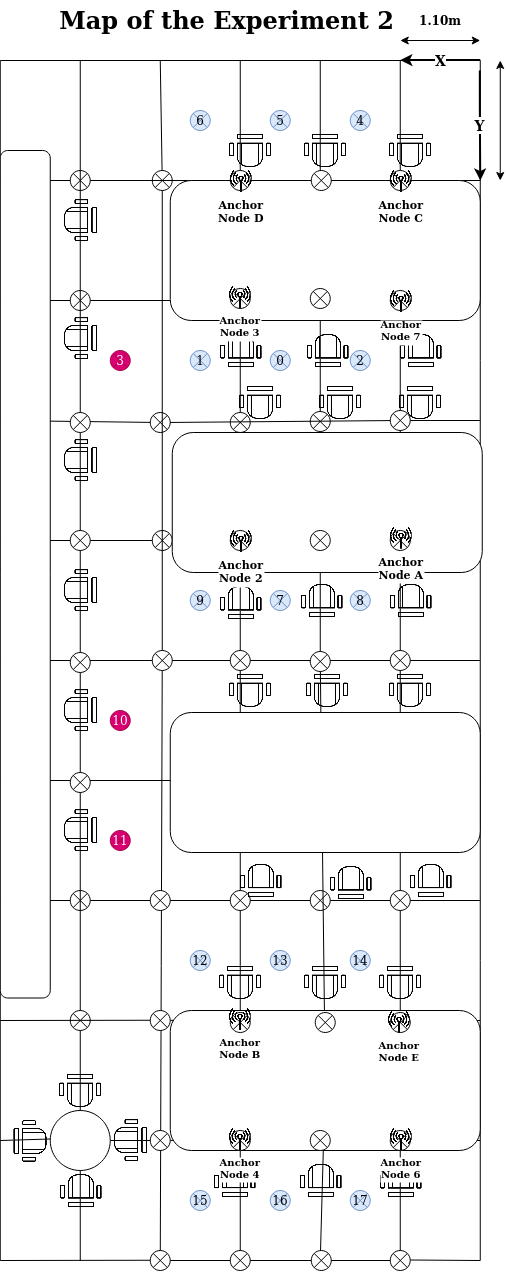 Map of the Experiment 2
1.10m
X
Y
6 5 4
Anchor
Node D
Anchor
Node C
Anchor
Node 3
Anchor
Node 7
3 1 0 2
Anchor
Node 2
Anchor
Node A
9 7 8
10
11
12 13 14
Anchor
Node B
Anchor
Node E
Anchor
Node 4
Anchor
Node 6
15 16 17